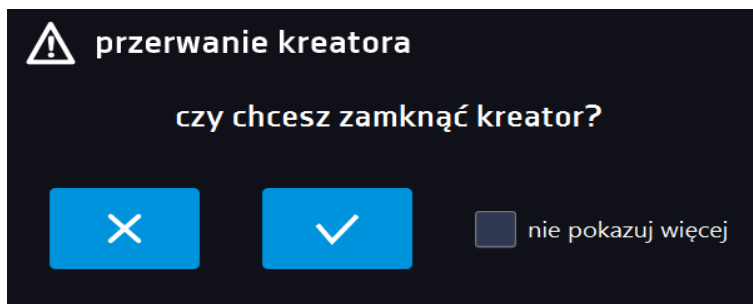 przerwanie kreatora
czy chcesz zamknąć kreator?
nie pokazuj więcej